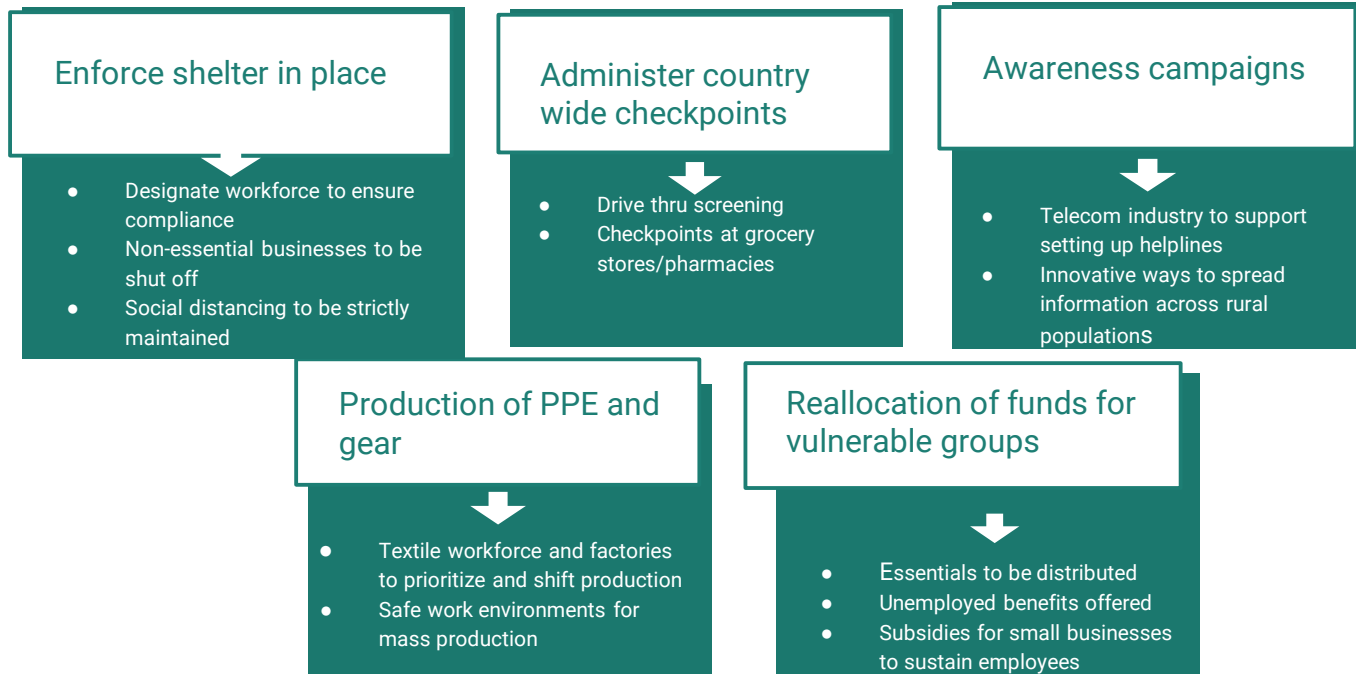 Enforce shelter in place
● Designate workforce to ensure
compliance
● Non-essential businesses to be
shut off
● Social distancing to be strictly
maintained
Administer country
wide checkpoints
● Drive thru screening
● Checkpoints at grocery
stores/pharmacies
Awareness campaigns
● Telecom industry to support
setting up helplines
● Innovative ways to spread
information across rural
populations
Production of PPE and
gear
● Textile workforce and factories
to prioritize and shift production
● Safe work environments for
mass production
Reallocation of funds for
vulnerable groups
● Essentials to be distributed
● Unemployed benefits offered
● Subsidies for small businesses
to sustain employees